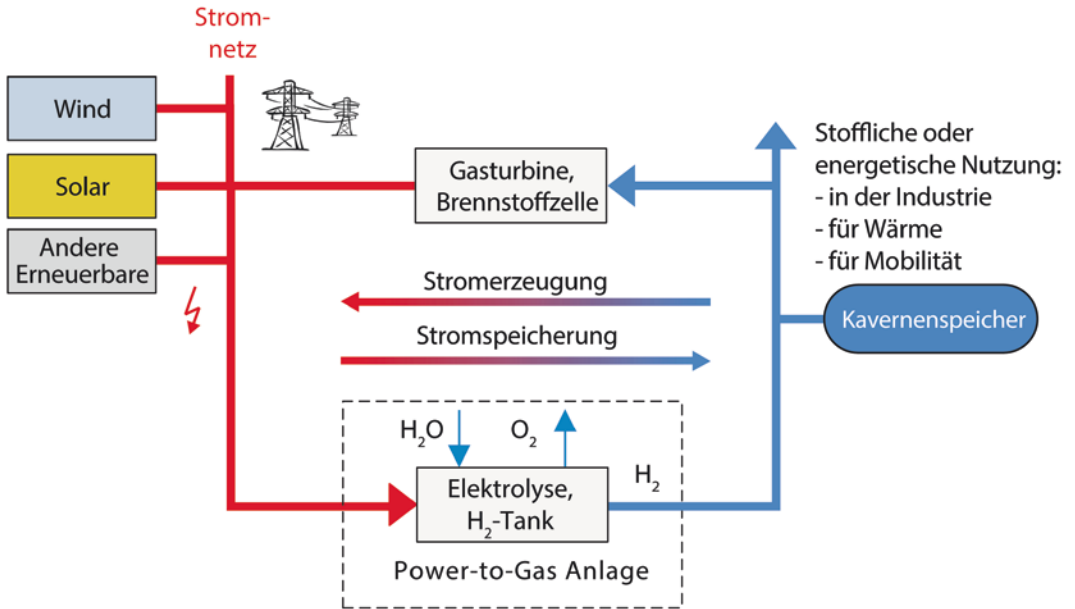 Strom-
netz
Wind
Solar
Andere
Erneuerbare
Gasturbine,
Brennstoffzelle
Stoffliche oder
energetische Nutzung:
- in der Industrie
- für Wärme
- für Mobilität
Kavernenspeicher
Stromerzeugung
Stromspeicherung
H₂O
O₂
Elektrolyse,
H₂-Tank
H₂
Power-to-Gas Anlage